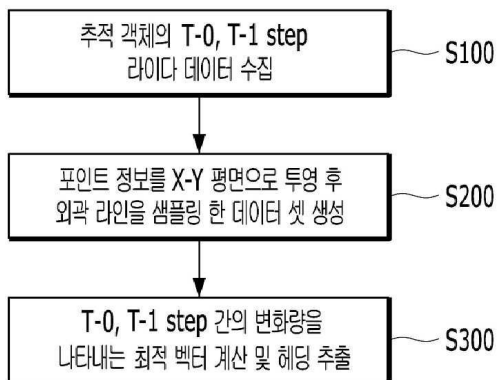 추적 객체의 T-0, T-1 step
라이다 데이터 수집
S100
포인트 정보를 X-Y 평면으로 투영 후
외곽 라인을 샘플링 한 데이터 셋 생성
S200
T-0, T-1 step 간의 변화량을
나타내는 최적 벡터 계산 및 헤딩 추출
S300